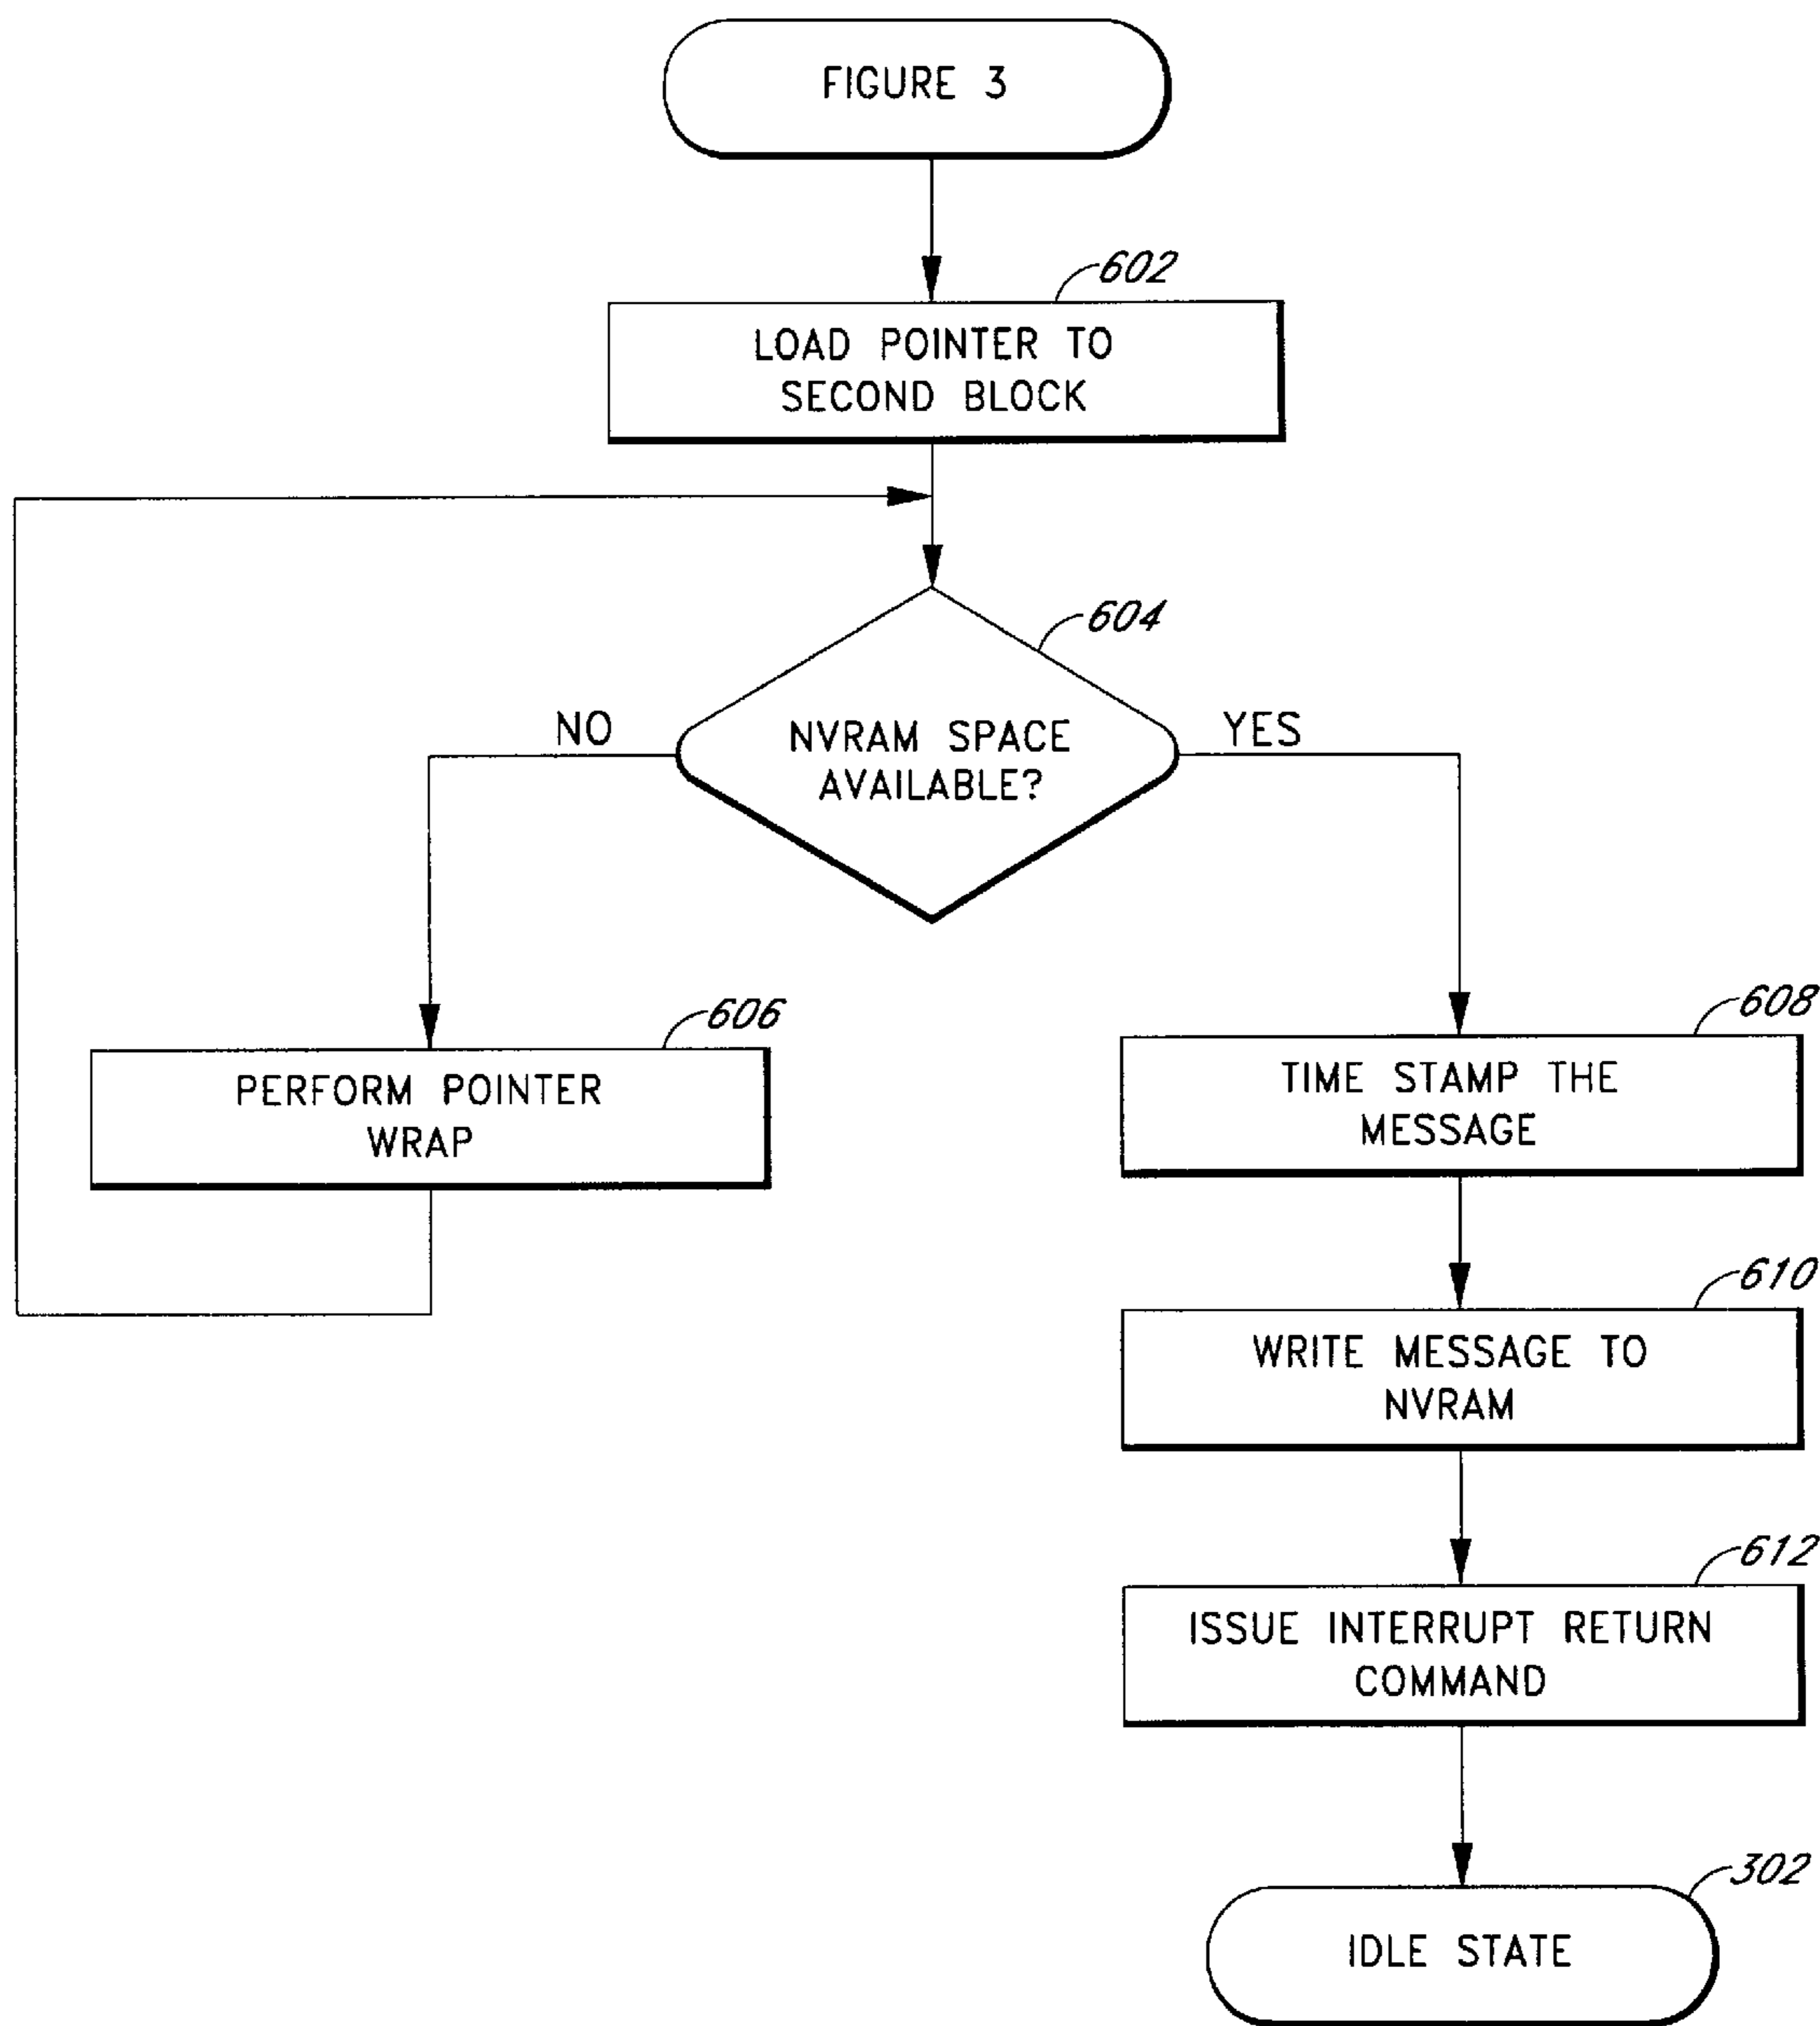 FIGURE 3
602
LOAD POINTER TO
SECOND BLOCK
604
NO
NVRAM SPACE
AVAILABLE?
YES
606
PERFORM POINTER
WRAP
608
TIME STAMP THE
MESSAGE
610
WRITE MESSAGE TO
NVRAM
612
ISSUE INTERRUPT RETURN
COMMAND
302
IDLE STATE